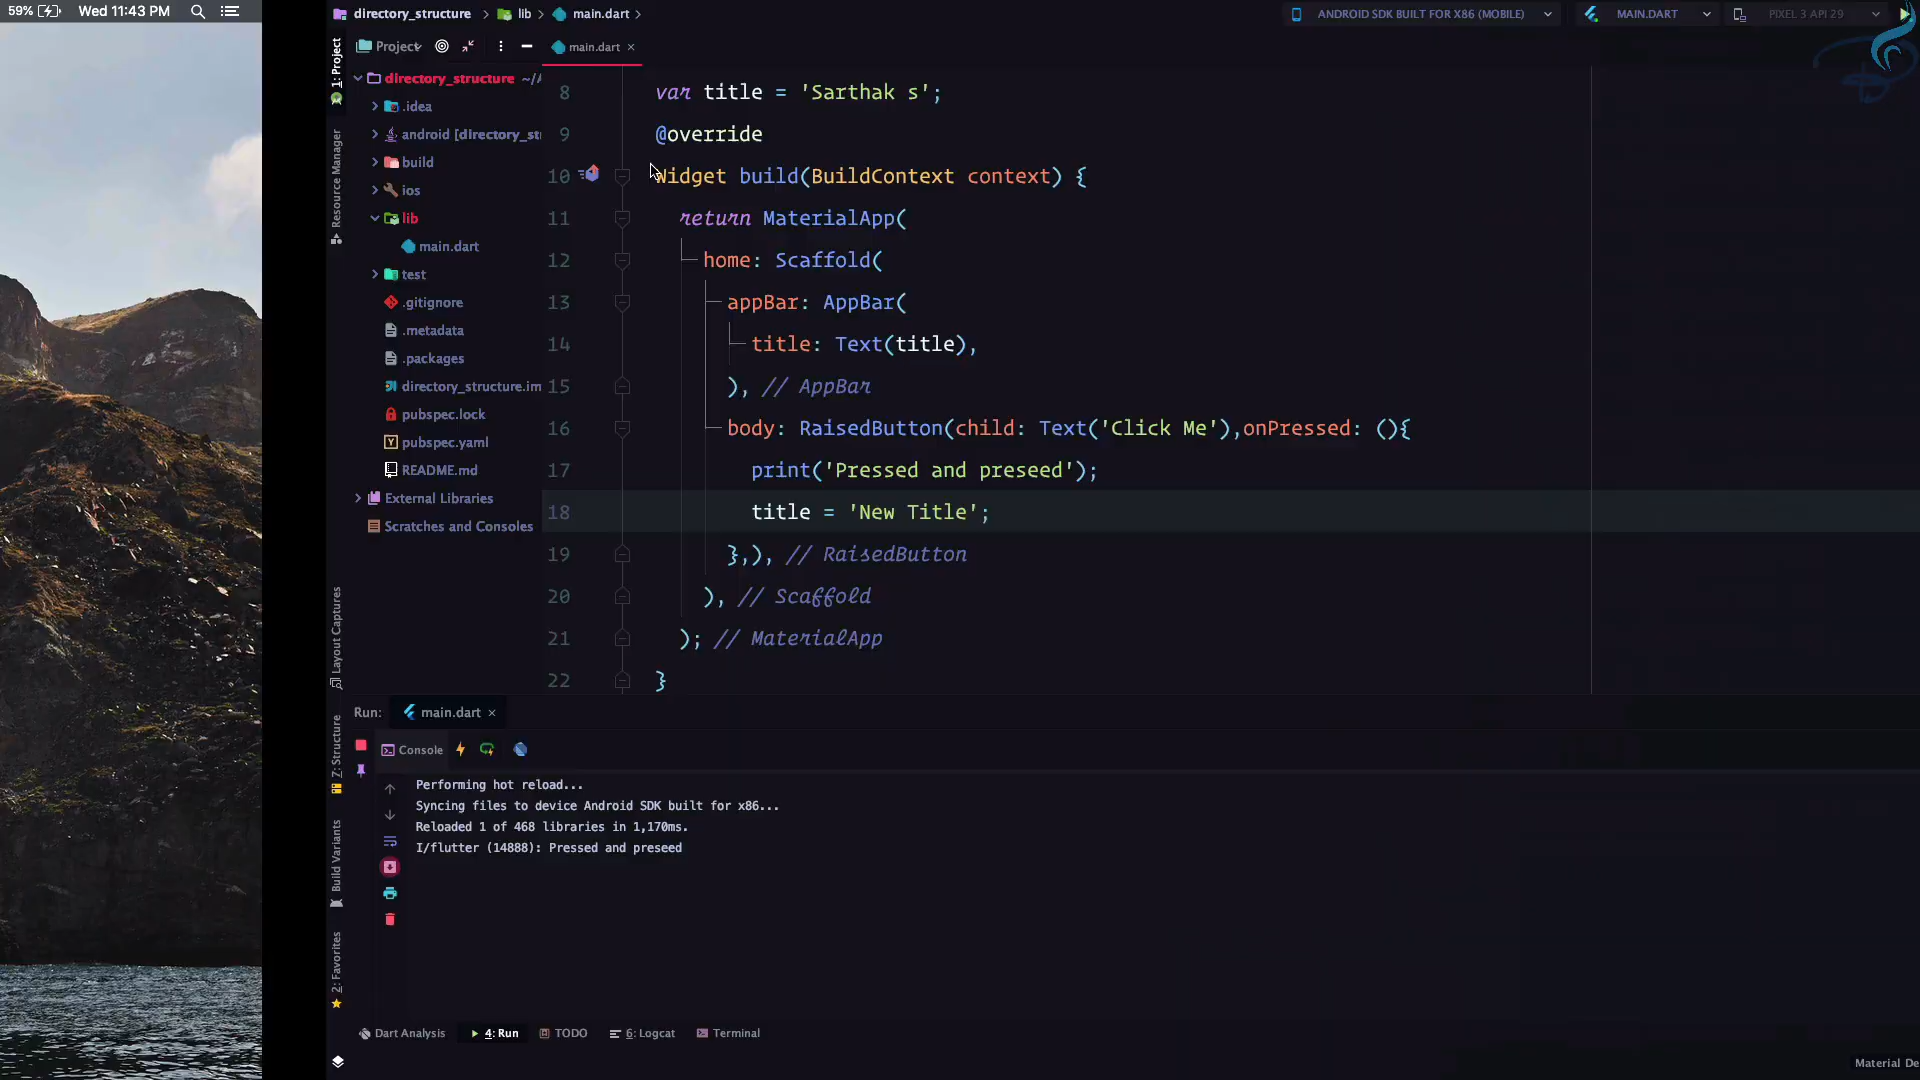 59% Wed 11:43 PM
directory_structure > lib > main.dart >
ANDROID SDK BUILT FOR X86 (MOBILE) MAIN.DART PIXEL 3 API 29
Project main.dart ×
1: Project
Resource Manager
Layout Captures
7: Structure
Build Variants
2: Favorites
directory_structure ~/A
.idea
android [directory_st
build
ios
lib
main.dart
test
.gitignore
.metadata
.packages
directory_structure.im
pubspec.lock
pubspec.yaml
README.md
External Libraries
Scratches and Consoles
8 var title = 'Sarthak s';
9 @override
10 Widget build(BuildContext context) {
11 return MaterialApp(
12 home: Scaffold(
13 appBar: AppBar(
14 title: Text(title),
15 ), // AppBar
16 body: RaisedButton(child: Text('Click Me'),onPressed: (){
17 print('Pressed and preseed');
18 title = 'New Title';
19 },), // RaisedButton
20 ), // Scaffold
21 ); // MaterialApp
22 }
Run: main.dart ×
Console
Performing hot reload...
Syncing files to device Android SDK built for x86...
Reloaded 1 of 468 libraries in 1,170ms.
I/flutter (14888): Pressed and preseed
Dart Analysis 4: Run TODO 6: Logcat Terminal
Material De